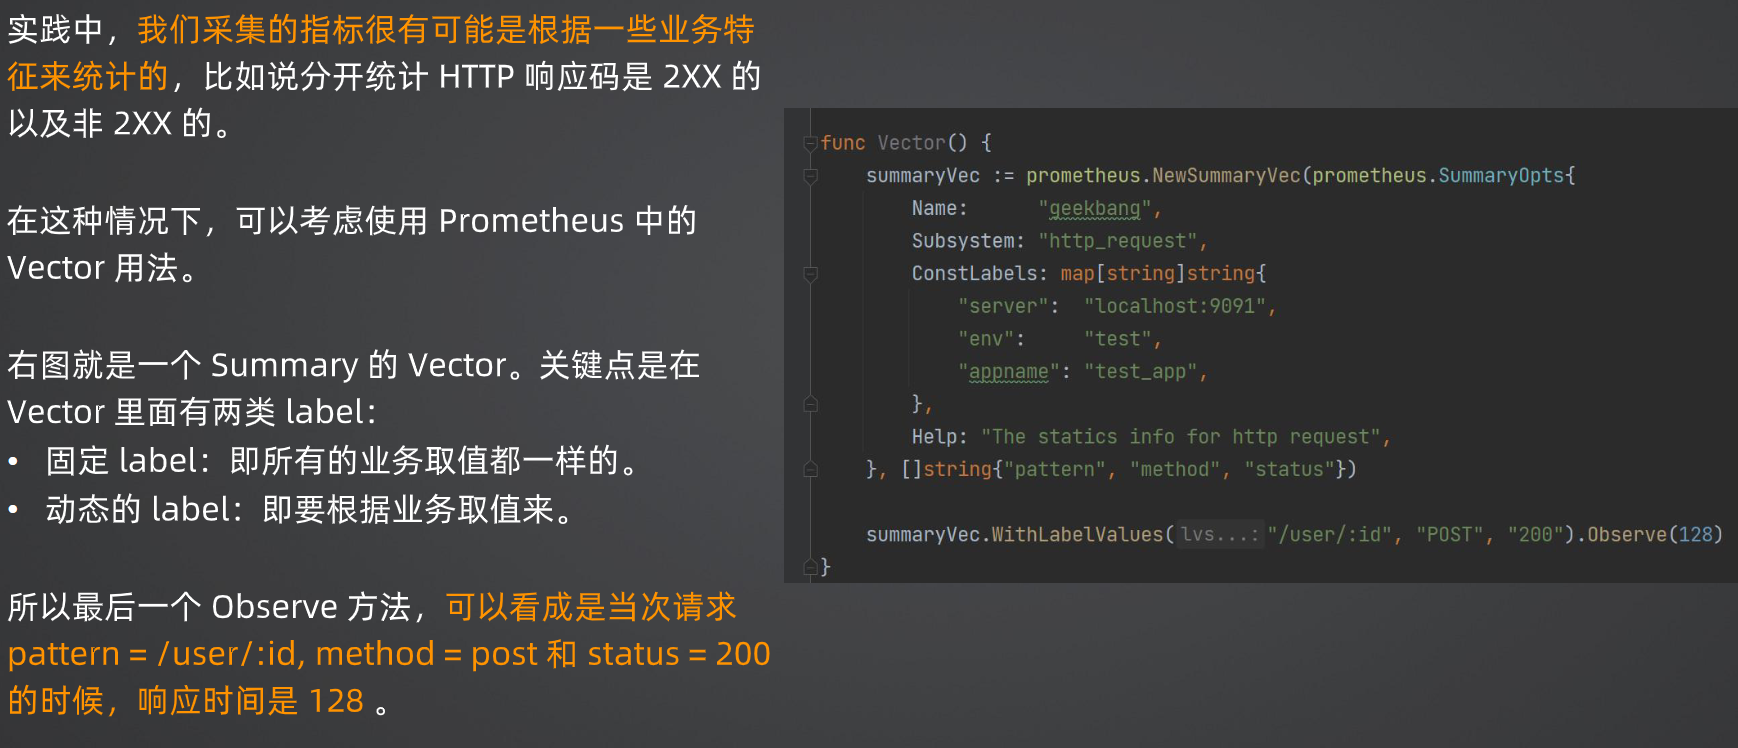 实践中，我们采集的指标很有可能是根据一些业务特
征来统计的，比如说分开统计 HTTP 响应码是 2XX 的
以及非 2XX 的。
在这种情况下，可以考虑使用 Prometheus 中的
Vector 用法。
右图就是一个 Summary 的 Vector。关键点是在
Vector 里面有两类 label：
• 固定 label：即所有的业务取值都一样的。
• 动态的 label：即要根据业务取值来。
所以最后一个 Observe 方法，可以看成是当次请求
pattern = /user/:id, method = post 和 status = 200
的时候，响应时间是 128 。
func Vector() {
summaryVec := prometheus.NewSummaryVec(prometheus.SummaryOpts{
Name: "geekbang",
Subsystem: "http_request",
ConstLabels: map[string]string{
"server": "localhost:9091",
"env": "test",
"appname": "test_app",
},
Help: "The statics info for http request",
}, []string{"pattern", "method", "status"})
summaryVec.WithLabelValues( lvs...: "/user/:id", "POST", "200").Observe(128)
}